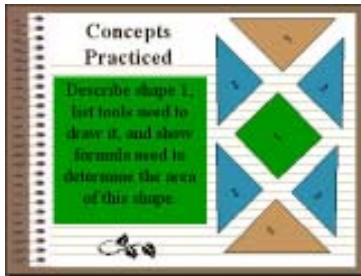 Concepts
Practiced
Describe shape 1,
list tools need to
draw it, and show
formula need to
determine the area
of this shape